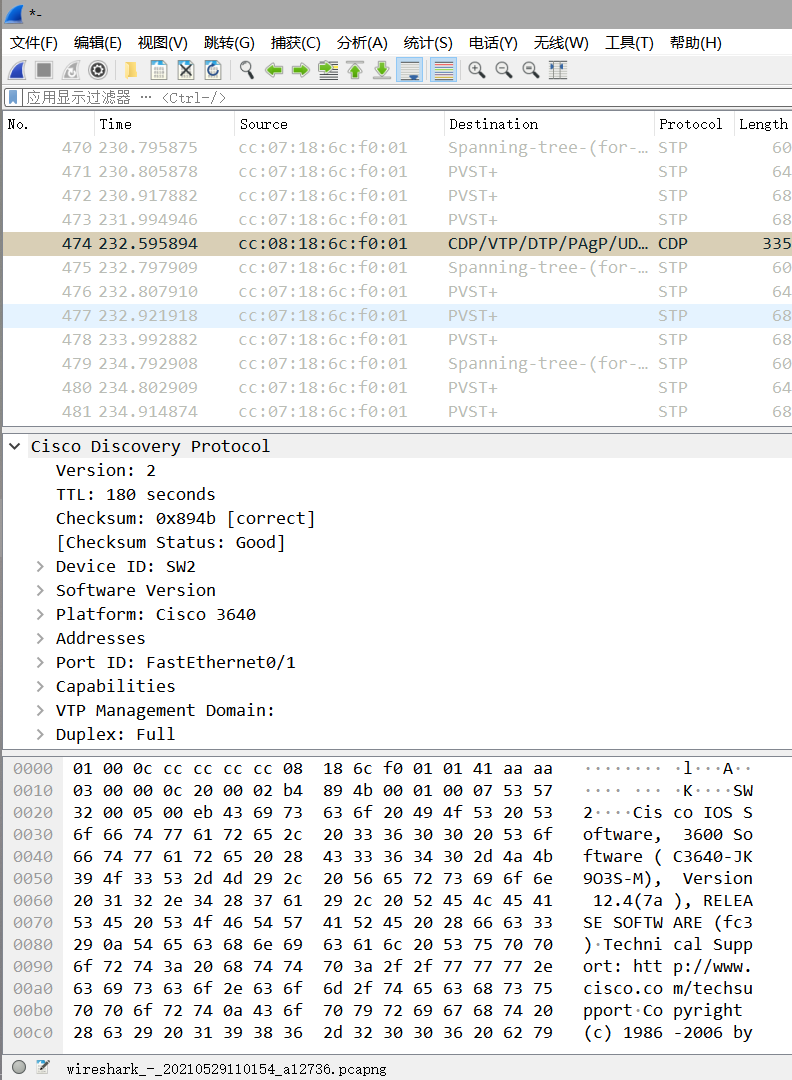 *-
文件(F) 编辑(E) 视图(V) 跳转(G) 捕获(C) 分析(A) 统计(S) 电话(Y) 无线(W) 工具(T) 帮助(H)
应用显示过滤器 … <Ctrl-/>
No. Time Source Destination Protocol Length
470 230.795875 cc:07:18:6c:f0:01 Spanning-tree-(for-… STP 60
471 230.805878 cc:07:18:6c:f0:01 PVST+ STP 64
472 230.917882 cc:07:18:6c:f0:01 PVST+ STP 68
473 231.994946 cc:07:18:6c:f0:01 PVST+ STP 68
474 232.595894 cc:08:18:6c:f0:01 CDP/VTP/DTP/PAgP/UD… CDP 335
475 232.797909 cc:07:18:6c:f0:01 Spanning-tree-(for-… STP 60
476 232.807910 cc:07:18:6c:f0:01 PVST+ STP 64
477 232.921918 cc:07:18:6c:f0:01 PVST+ STP 68
478 233.992882 cc:07:18:6c:f0:01 PVST+ STP 68
479 234.792908 cc:07:18:6c:f0:01 Spanning-tree-(for-… STP 60
480 234.802909 cc:07:18:6c:f0:01 PVST+ STP 64
481 234.914874 cc:07:18:6c:f0:01 PVST+ STP 68
Cisco Discovery Protocol
Version: 2
TTL: 180 seconds
Checksum: 0x894b [correct]
[Checksum Status: Good]
Device ID: SW2
Software Version
Platform: Cisco 3640
Addresses
Port ID: FastEthernet0/1
Capabilities
VTP Management Domain:
Duplex: Full
0000 01 00 0c cc cc cc cc 08 18 6c f0 01 01 41 aa aa ········ ·l···A··
0010 03 00 00 0c 20 00 02 b4 89 4b 00 01 00 07 53 57 ···· ··· ·K····SW
0020 32 00 05 00 eb 43 69 73 63 6f 20 49 4f 53 20 53 2····Cis co IOS S
0030 6f 66 74 77 61 72 65 2c 20 33 36 30 30 20 53 6f oftware, 3600 So
0040 66 74 77 61 72 65 20 28 43 33 36 34 30 2d 4a 4b ftware ( C3640-JK
0050 39 4f 33 53 2d 4d 29 2c 20 56 65 72 73 69 6f 6e 9O3S-M), Version
0060 20 31 32 2e 34 28 37 61 29 2c 20 52 45 4c 45 41 12.4(7a ), RELEA
0070 53 45 20 53 4f 46 54 57 41 52 45 20 28 66 63 33 SE SOFTW ARE (fc3
0080 29 0a 54 65 63 68 6e 69 63 61 6c 20 53 75 70 70 )·Techni cal Supp
0090 6f 72 74 3a 20 68 74 74 70 3a 2f 2f 77 77 77 2e ort: htt p://www.
00a0 63 69 73 63 6f 2e 63 6f 6d 2f 74 65 63 68 73 75 cisco.co m/techsu
00b0 70 70 6f 72 74 0a 43 6f 70 79 72 69 67 68 74 20 pport·Co pyright
00c0 28 63 29 20 31 39 38 36 2d 32 30 30 36 20 62 79 (c) 1986 -2006 by
wireshark_-_20210529110154_a12736.pcapng